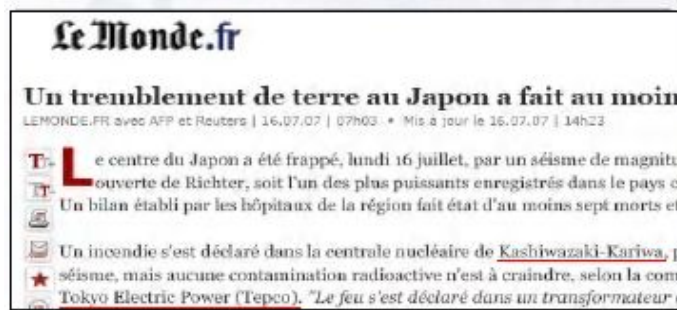 Le Monde.fr
Un tremblement de terre au Japon a fait au moin
LEMONDE.FR avec AFP et Reuters | 16.07.07 | 07h03 • Mis à jour le 16.07.07 | 14h23
Le centre du Japon a été frappé, lundi 16 juillet, par un séisme de magnitu
ouverte de Richter, soit l'un des plus puissants enregistrés dans le pays c
Un bilan établi par les hôpitaux de la région fait état d'au moins sept morts et
Un incendie s'est déclaré dans la centrale nucléaire de Kashiwazaki-Kariwa, p
séisme, mais aucune contamination radioactive n'est à craindre, selon la com
Tokyo Electric Power (Tepco). "Le feu s'est déclaré dans un transformateur